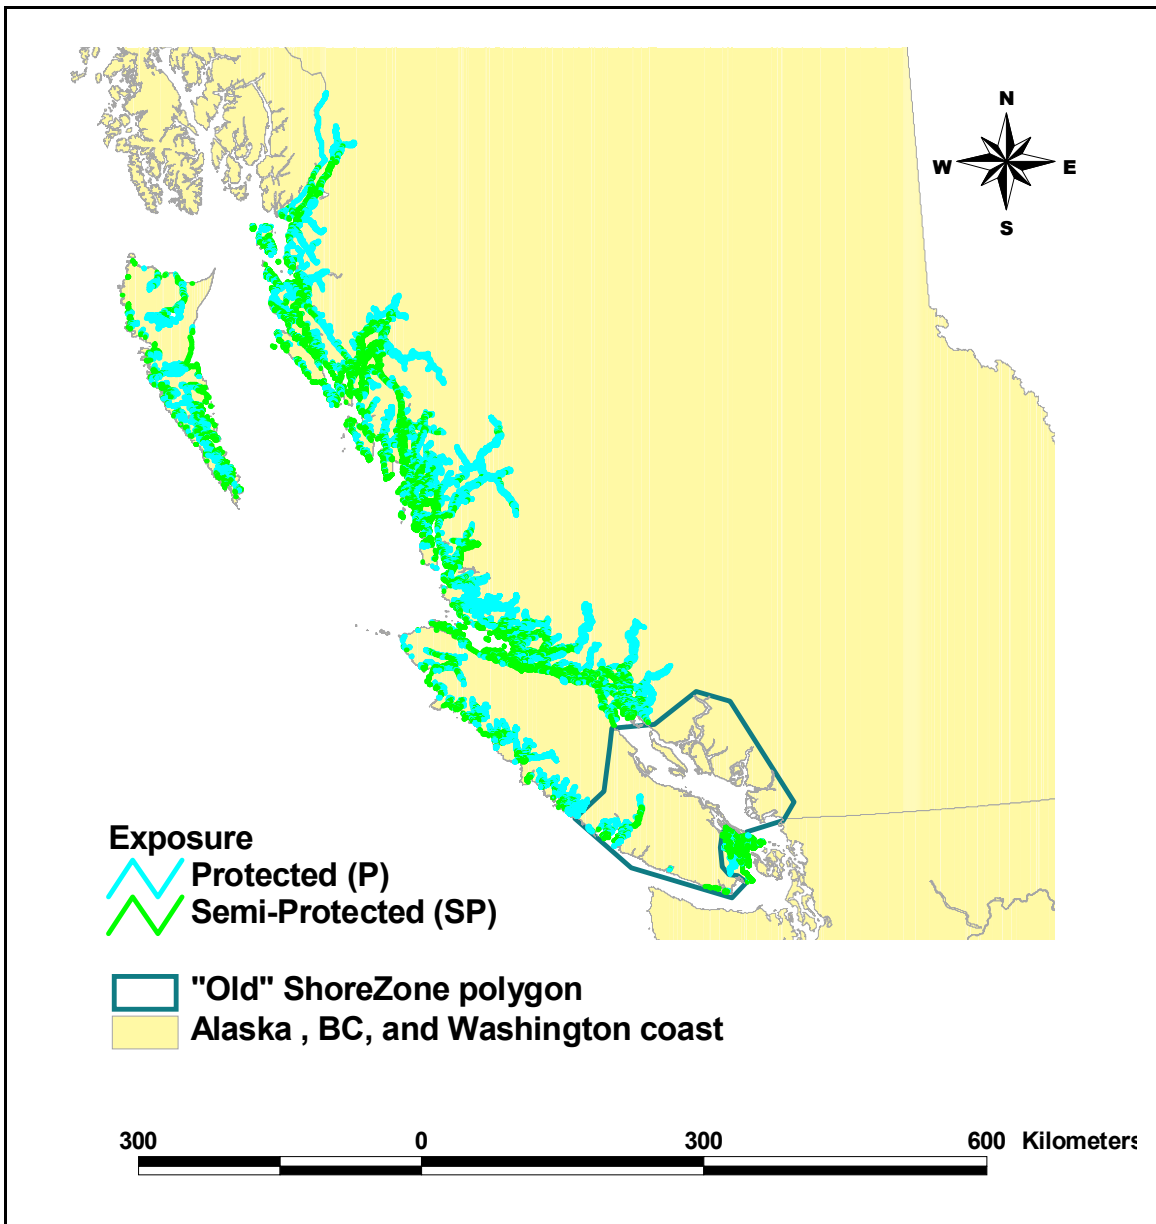 N
W
E
S
Exposure
Protected (P)
Semi-Protected (SP)
"Old" ShoreZone polygon
Alaska , BC, and Washington coast
300 0 300 600 Kilometers